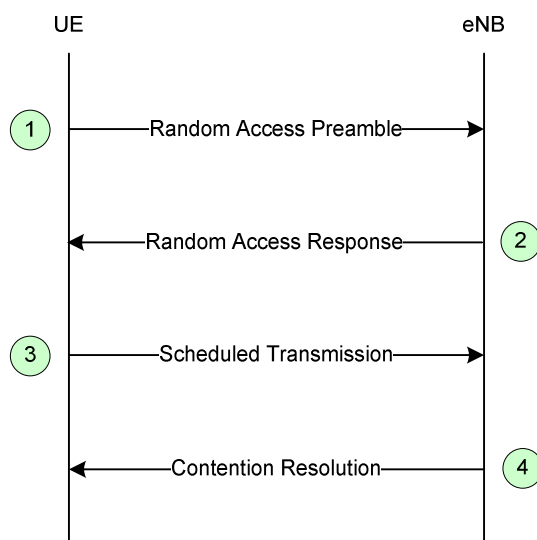 UE
eNB
1
Random Access Preamble
Random Access Response
2
3
Scheduled Transmission
Contention Resolution
4